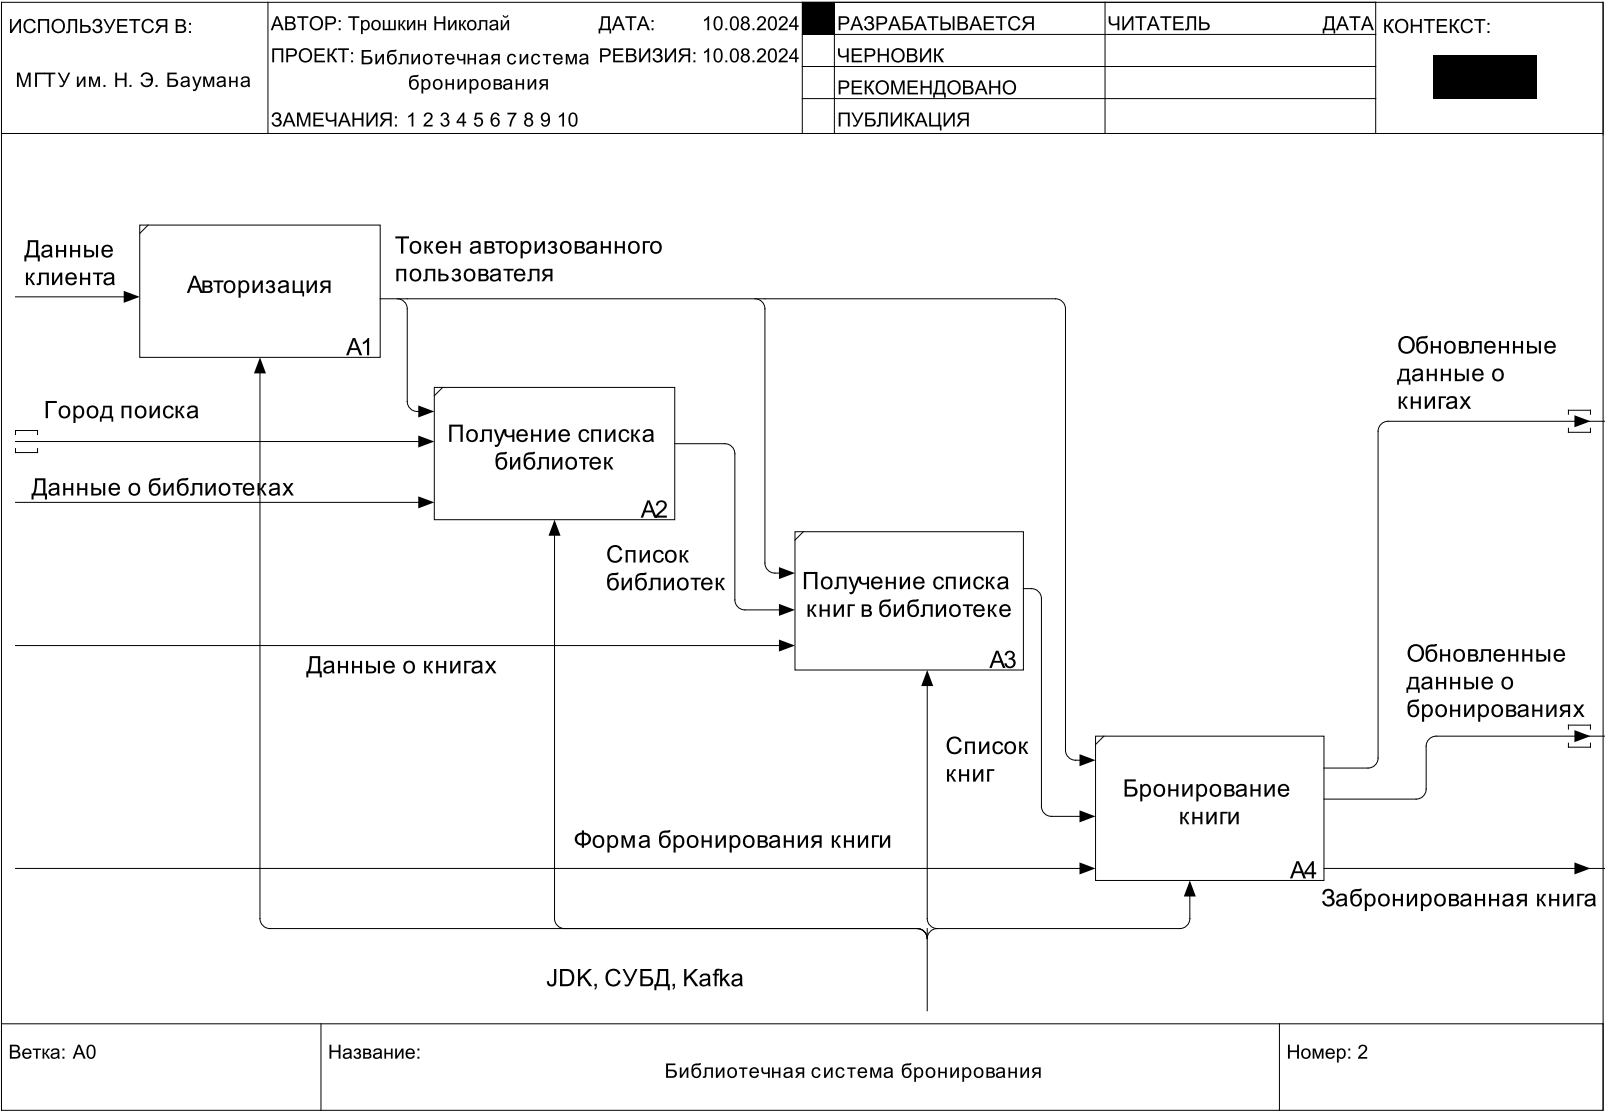 ИСПОЛЬЗУЕТСЯ В:
МГТУ им. Н. Э. Баумана
АВТОР: Трошкин Николай
ДАТА: 10.08.2024
ПРОЕКТ: Библиотечная система
бронирования
РЕВИЗИЯ: 10.08.2024
ЗАМЕЧАНИЯ: 1 2 3 4 5 6 7 8 9 10
РАЗРАБАТЫВАЕТСЯ
ЧЕРНОВИК
РЕКОМЕНДОВАНО
ПУБЛИКАЦИЯ
ЧИТАТЕЛЬ
ДАТА
КОНТЕКСТ:
Данные
клиента
Авторизация
A1
Токен авторизованного
пользователя
Город поиска
Данные о библиотеках
Получение списка
библиотек
A2
Обновленные
данные о
книгах
Список
библиотек
Получение списка
книг в библиотеке
A3
Данные о книгах
Обновленные
данные о
бронированиях
Список
книг
Бронирование
книги
A4
Форма бронирования книги
Забронированная книга
JDK, СУБД, Kafka
Ветка: A0
Название:
Библиотечная система бронирования
Номер: 2